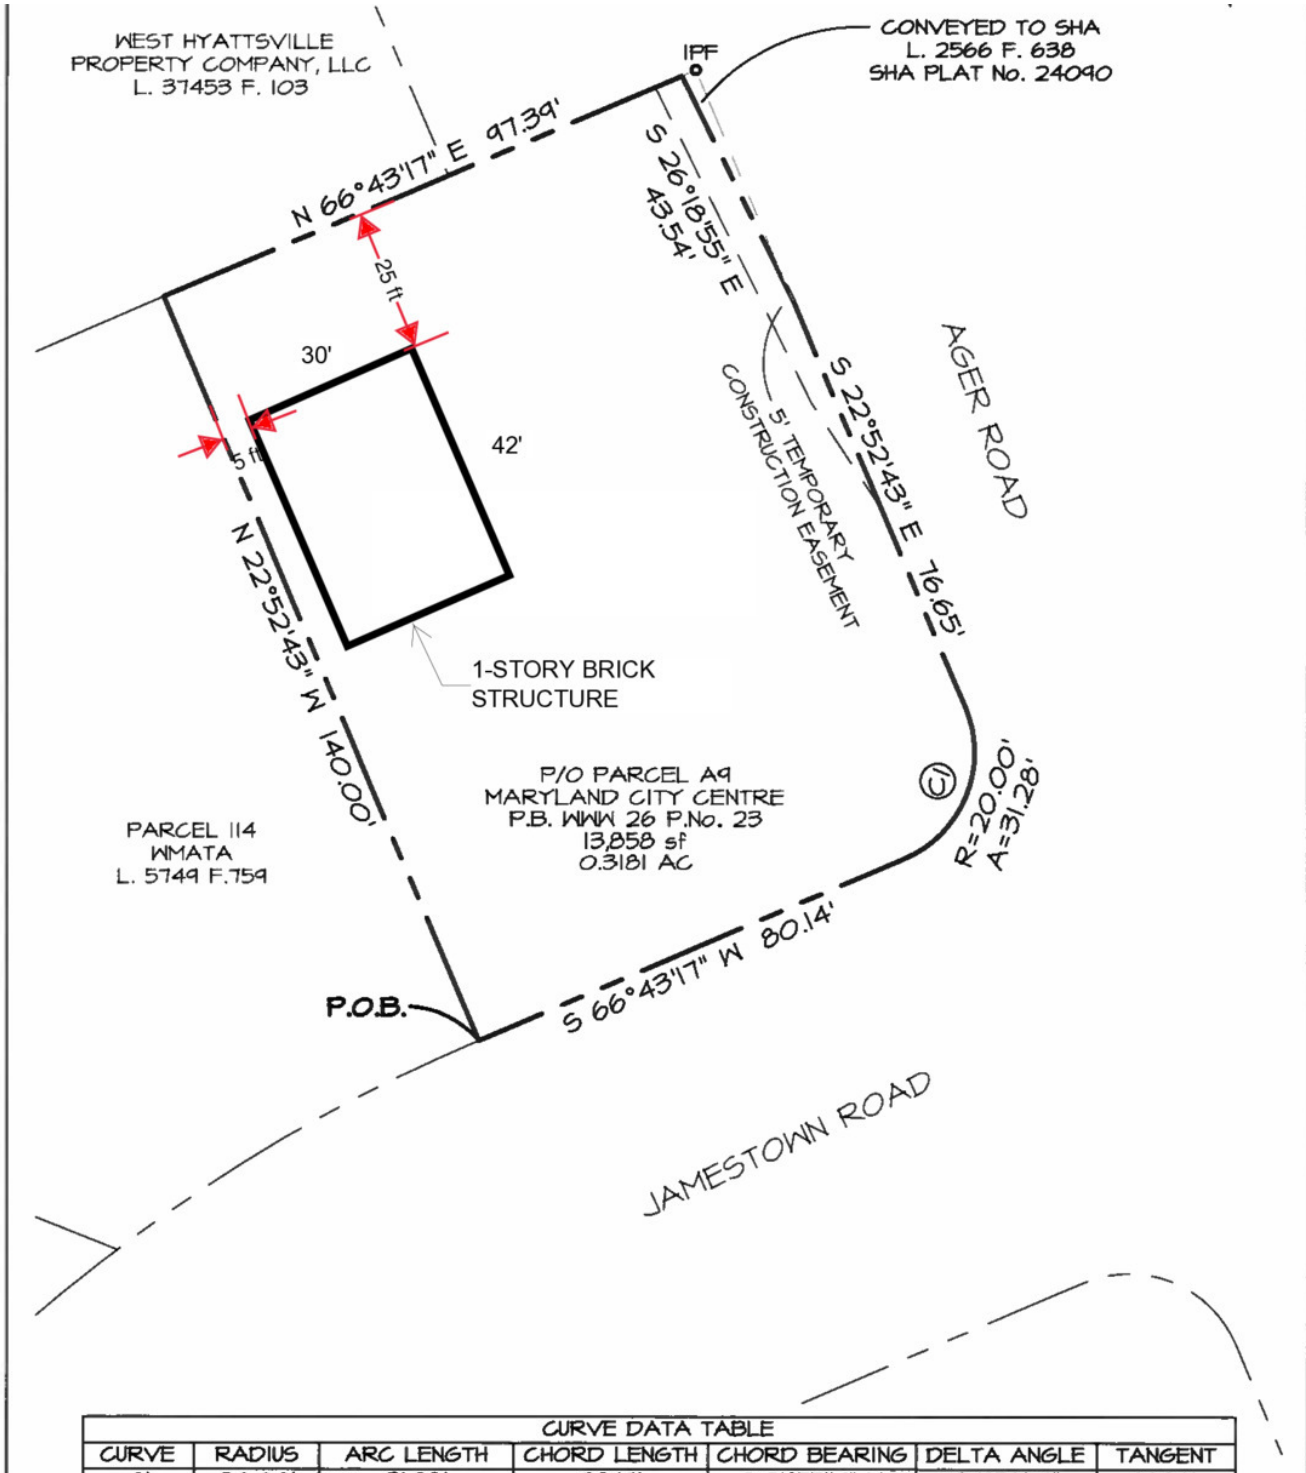 WEST HYATTSVILLE
PROPERTY COMPANY, LLC
L. 37453 F. 103
IPF
CONVEYED TO SHA
L. 2566 F. 638
SHA PLAT No. 24090
N 66°43'17" E 97.39'
S 26°18'55" E
43.54'
25 ft
30'
42'
5 ft
AGER ROAD
S 22°52'43" E 76.65'
5' TEMPORARY
CONSTRUCTION EASEMENT
N 22°52'43" W 140.00'
1-STORY BRICK
STRUCTURE
P/O PARCEL A9
MARYLAND CITY CENTRE
P.B. WWW 26 P.No. 23
13,858 sf
0.3181 AC
C1
R=20.00'
A=31.28'
PARCEL 114
WMATA
L. 5749 F.759
S 66°43'17" W 80.14'
P.O.B.
JAMESTOWN ROAD
CURVE DATA TABLE
CURVE RADIUS ARC LENGTH CHORD LENGTH CHORD BEARING DELTA ANGLE TANGENT